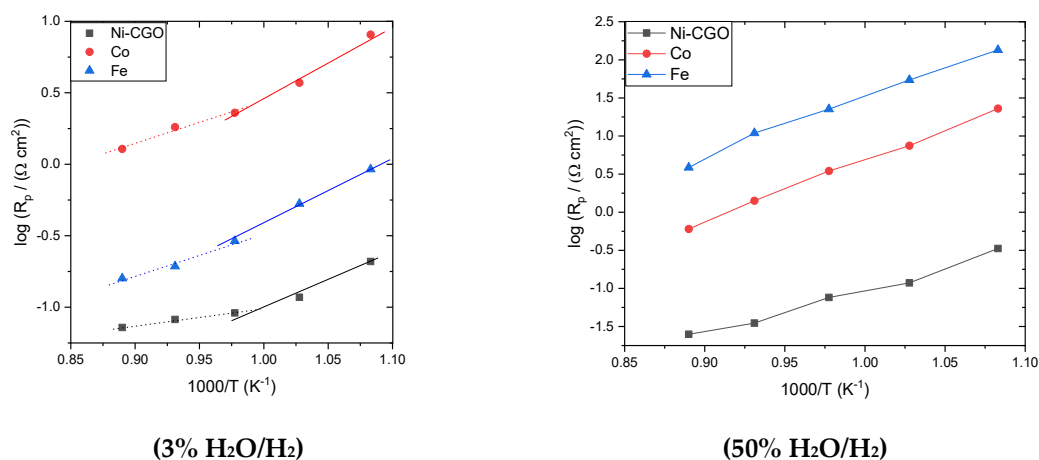 Ni-CGO
Co
Fe
1.0
0.5
0.0
-0.5
-1.0
log (Rₚ / (Ω cm²))
0.85 0.90 0.95 1.00 1.05 1.10
1000/T (K⁻¹)
(3% H₂O/H₂)
Ni-CGO
Co
Fe
2.5
2.0
1.5
1.0
0.5
0.0
-0.5
-1.0
-1.5
log (Rₚ / (Ω cm²))
0.85 0.90 0.95 1.00 1.05 1.10
1000/T (K⁻¹)
(50% H₂O/H₂)